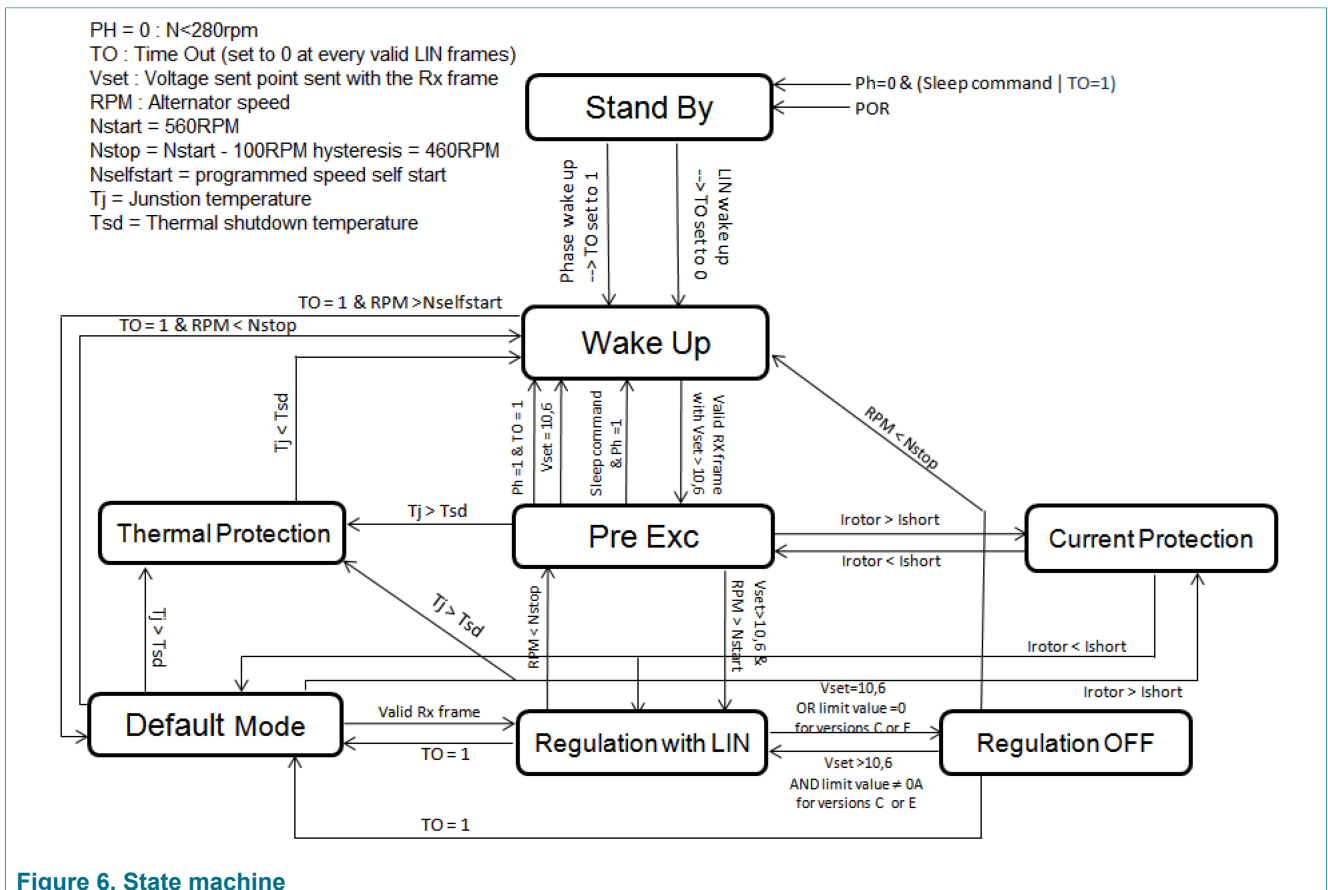 PH = 0 : N<280rpm
TO : Time Out (set to 0 at every valid LIN frames)
Vset : Voltage sent point sent with the Rx frame
RPM : Alternator speed
Nstart = 560RPM
Nstop = Nstart - 100RPM hysteresis = 460RPM
Nselfstart = programmed speed self start
Tj = Junstion temperature
Tsd = Thermal shutdown temperature
Stand By
Ph=0 & (Sleep command | TO=1)
POR
Phase wake up
--> TO set to 1
LIN wake up
--> TO set to 0
TO = 1 & RPM >Nselfstart
TO = 1 & RPM < Nstop
Wake Up
Tj < Tsd
Ph =1 & TO = 1
Vset = 10,6
Sleep command
& Ph =1
Valid RX frame
with Vset > 10,6
RPM < Nstop
Thermal Protection
Tj > Tsd
Pre Exc
Irotor > Ishort
Irotor < Ishort
Current Protection
Tj > Tsd
Tj > Tsd
RPM < Nstop
Vset>10,6 &
RPM > Nstart
Irotor < Ishort
Irotor > Ishort
Default Mode
Valid Rx frame
TO = 1
Regulation with LIN
Vset=10,6
OR limit value =0
for versions C or E
Vset >10,6
AND limit value ≠ 0A
for versions C or E
Regulation OFF
TO = 1
Figure 6. State machine